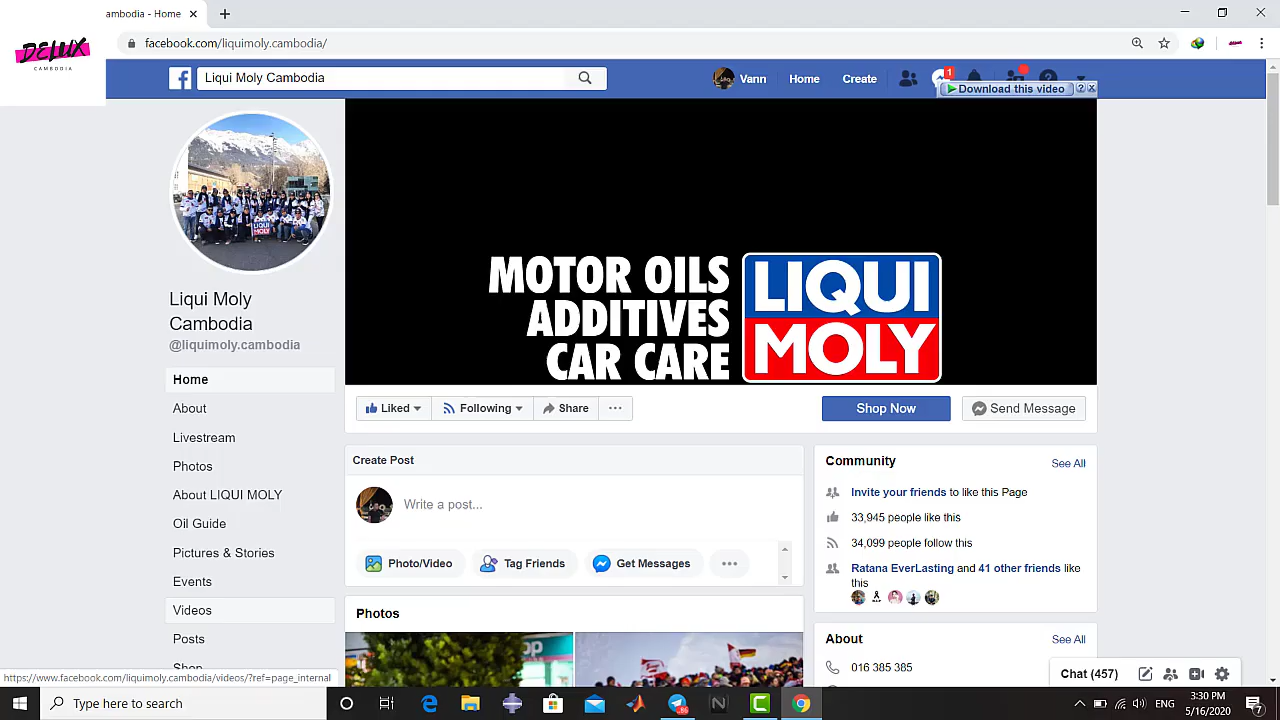 ambodia - Home
DELUX
CAMBODIA
facebook.com/liquimoly.cambodia/
Liqui Moly Cambodia
Vann
Home
Create
1
Download this video
MOTOR OILS
ADDITIVES
CAR CARE
LIQUI
MOLY
Liqui Moly
Cambodia
@liquimoly.cambodia
Home
About
Livestream
Photos
About LIQUI MOLY
Oil Guide
Pictures & Stories
Events
Videos
Posts
Shop
Liked
Following
Share
Shop Now
Send Message
Create Post
Write a post...
Photo/Video
Tag Friends
Get Messages
Photos
Community
See All
Invite your friends to like this Page
33,945 people like this
34,099 people follow this
Ratana EverLasting and 41 other friends like
this
About
See All
016 385 385
Chat (457)
https://www.facebook.com/liquimoly.cambodia/videos/?ref=page_internal
Type here to search
ENG
3:30 PM
5/16/2020